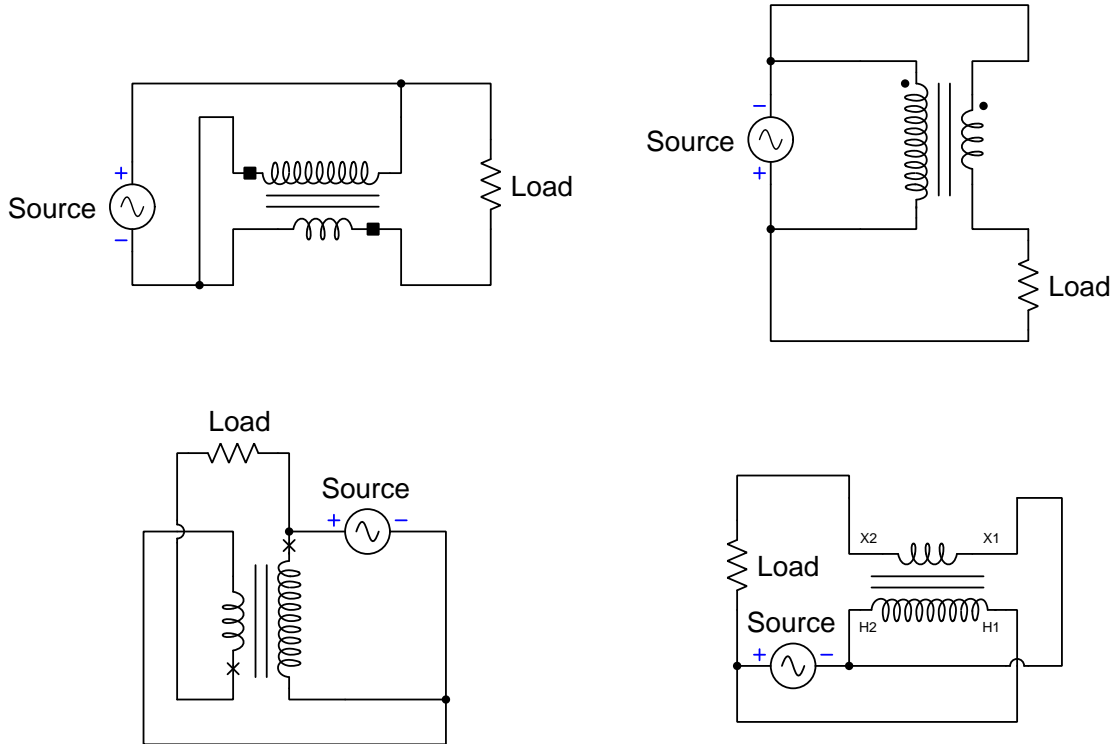 +
Source
−
Load
−
Source
+
Load
Load
Source
+ −
X2 X1
Load
H2 H1
Source
+ −